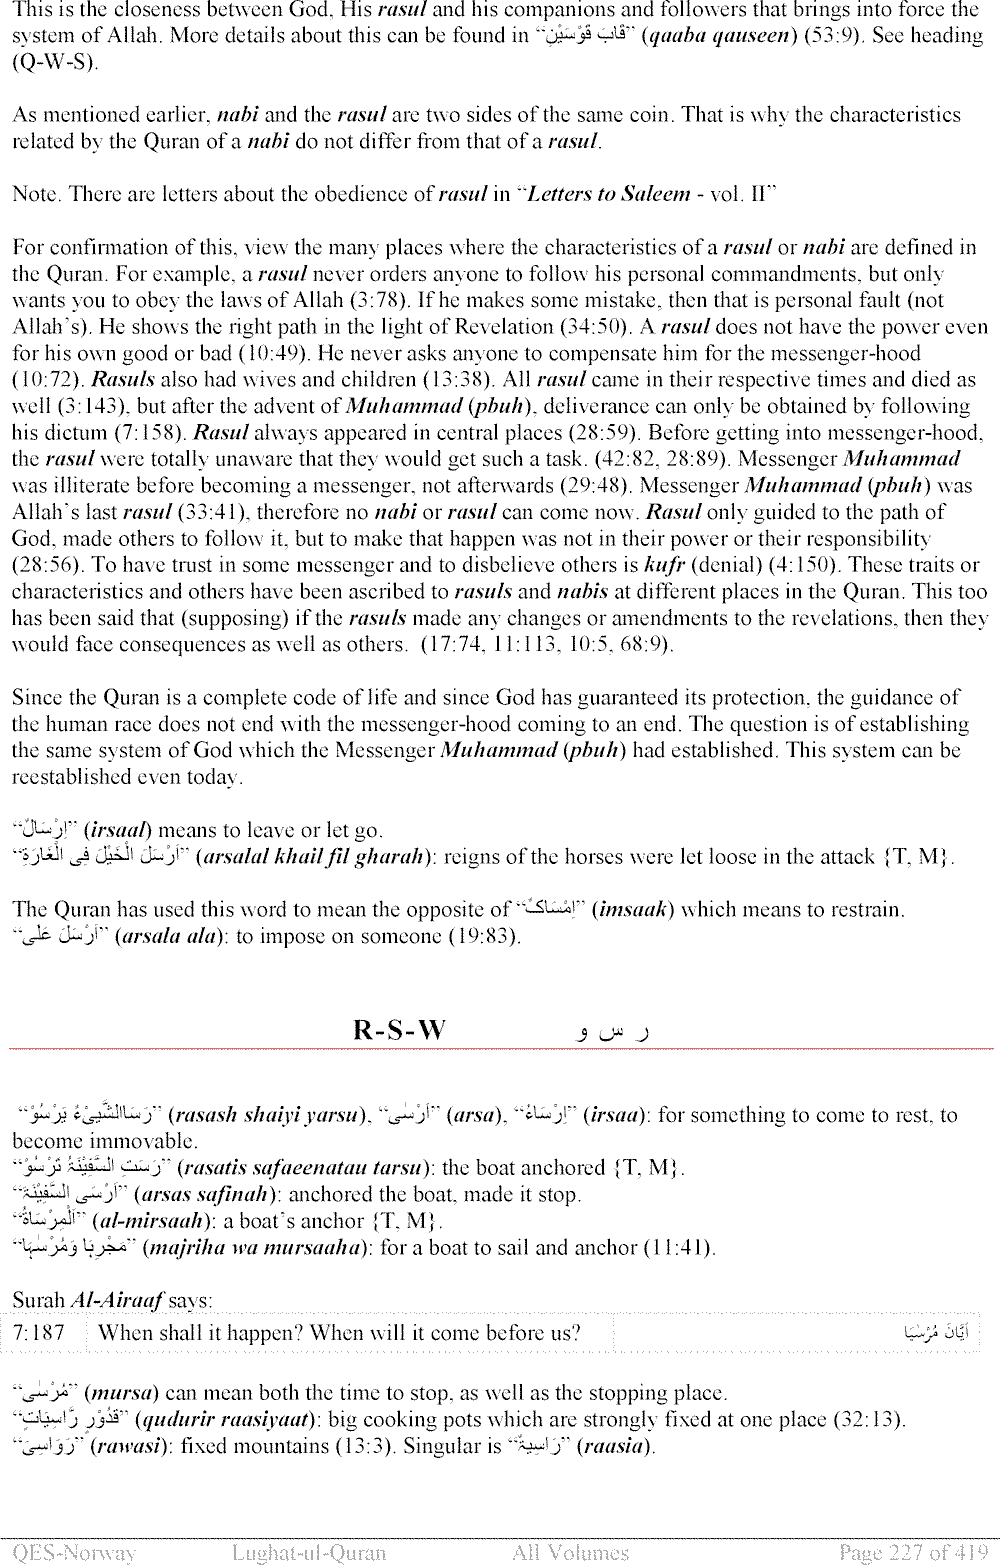 This is the closeness between God, His rasul and his companions and followers that brings into force the
system of Allah. More details about this can be found in “قَابَ قَوْسَيْنِ” (qaaba qauseen) (53:9). See heading
(Q-W-S).
As mentioned earlier, nabi and the rasul are two sides of the same coin. That is why the characteristics
related by the Quran of a nabi do not differ from that of a rasul.
Note. There are letters about the obedience of rasul in “Letters to Saleem - vol. II”
For confirmation of this, view the many places where the characteristics of a rasul or nabi are defined in
the Quran. For example, a rasul never orders anyone to follow his personal commandments, but only
wants you to obey the laws of Allah (3:78). If he makes some mistake, then that is personal fault (not
Allah’s). He shows the right path in the light of Revelation (34:50). A rasul does not have the power even
for his own good or bad (10:49). He never asks anyone to compensate him for the messenger-hood
(10:72). Rasuls also had wives and children (13:38). All rasul came in their respective times and died as
well (3:143), but after the advent of Muhammad (pbuh), deliverance can only be obtained by following
his dictum (7:158). Rasul always appeared in central places (28:59). Before getting into messenger-hood,
the rasul were totally unaware that they would get such a task. (42:82, 28:89). Messenger Muhammad
was illiterate before becoming a messenger, not afterwards (29:48). Messenger Muhammad (pbuh) was
Allah’s last rasul (33:41), therefore no nabi or rasul can come now. Rasul only guided to the path of
God, made others to follow it, but to make that happen was not in their power or their responsibility
(28:56). To have trust in some messenger and to disbelieve others is kufr (denial) (4:150). These traits or
characteristics and others have been ascribed to rasuls and nabis at different places in the Quran. This too
has been said that (supposing) if the rasuls made any changes or amendments to the revelations, then they
would face consequences as well as others. (17:74, 11:113, 10:5, 68:9).
Since the Quran is a complete code of life and since God has guaranteed its protection, the guidance of
the human race does not end with the messenger-hood coming to an end. The question is of establishing
the same system of God which the Messenger Muhammad (pbuh) had established. This system can be
reestablished even today.
“اِرْسَالٌ” (irsaal) means to leave or let go.
“اَرْسَلَ الْخَيْلَ فِى الْغَارَةِ” (arsalal khail fil gharah): reigns of the horses were let loose in the attack {T, M}.
The Quran has used this word to mean the opposite of “اِمْسَاکٌ” (imsaak) which means to restrain.
“اَرْسَلَ عَلٰى” (arsala ala): to impose on someone (19:83).
R-S-W ر س و
“رَسَاالشَّيِىْءُ يَرْسُوْ” (rasash shaiyi yarsu), “اَرْسٰى” (arsa), “اِرْسَاءٌ” (irsaa): for something to come to rest, to
become immovable.
“رَسَتِ السَّفِيْنَۃُ تَرْسُوْ” (rasatis safaeenatau tarsu): the boat anchored {T, M}.
“اَرْسَى السَّفِيْنَۃَ” (arsas safinah): anchored the boat, made it stop.
“اَلْمِرْسَاۃُ” (al-mirsaah): a boat’s anchor {T, M}.
“مَجْرِہَا وَمُرْسٰہَا” (majriha wa mursaaha): for a boat to sail and anchor (11:41).
Surah Al-Airaaf says:
7:187 When shall it happen? When will it come before us? اَيَّانَ مُرْسٰہَا
“مُرْسٰى” (mursa) can mean both the time to stop, as well as the stopping place.
“قُدُوْرٍ رَّاسِيَاتٍ” (qudurir raasiyaat): big cooking pots which are strongly fixed at one place (32:13).
“رَوَاسِىَ” (rawasi): fixed mountains (13:3). Singular is “رَاسِيۃٌ” (raasia).
QES-Norway Lughat-ul-Quran All Volumes Page 227 of 419